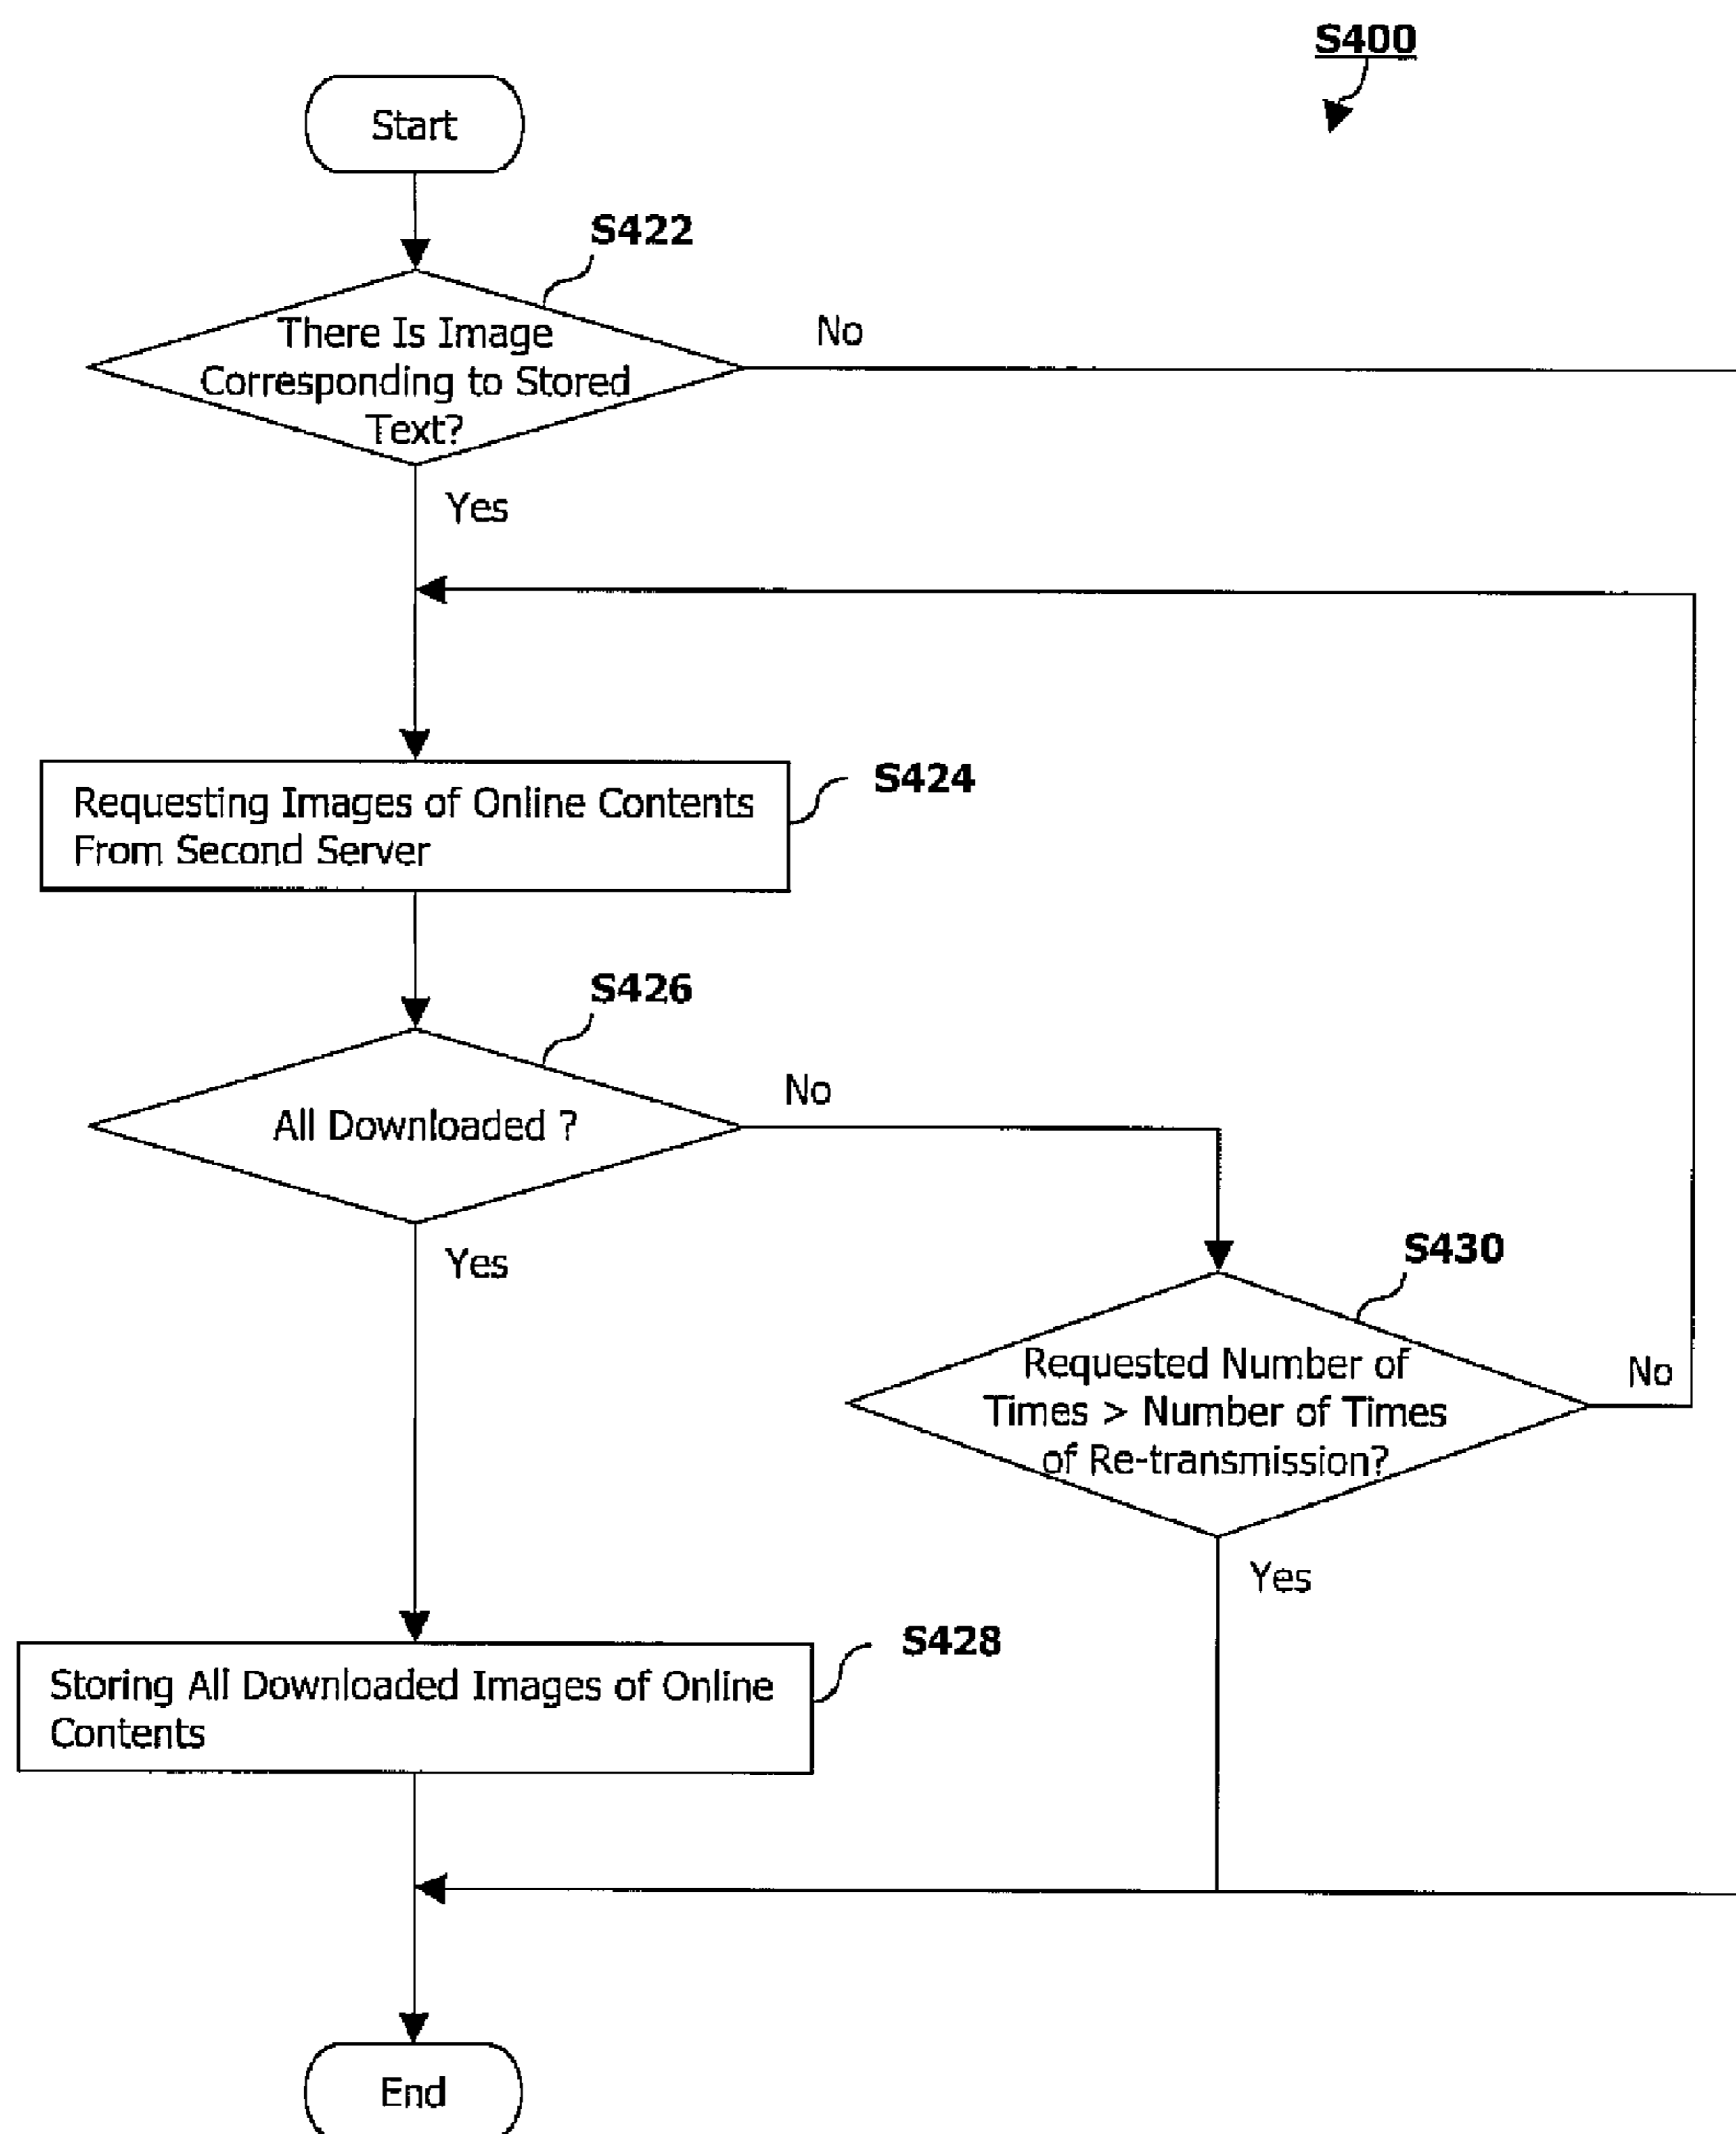 S400
Start
S422
There Is Image
Corresponding to Stored
Text?
No
Yes
S424
Requesting Images of Online Contents
From Second Server
S426
All Downloaded ?
No
Yes
S430
Requested Number of
Times > Number of Times
of Re-transmission?
No
Yes
S428
Storing All Downloaded Images of Online
Contents
End